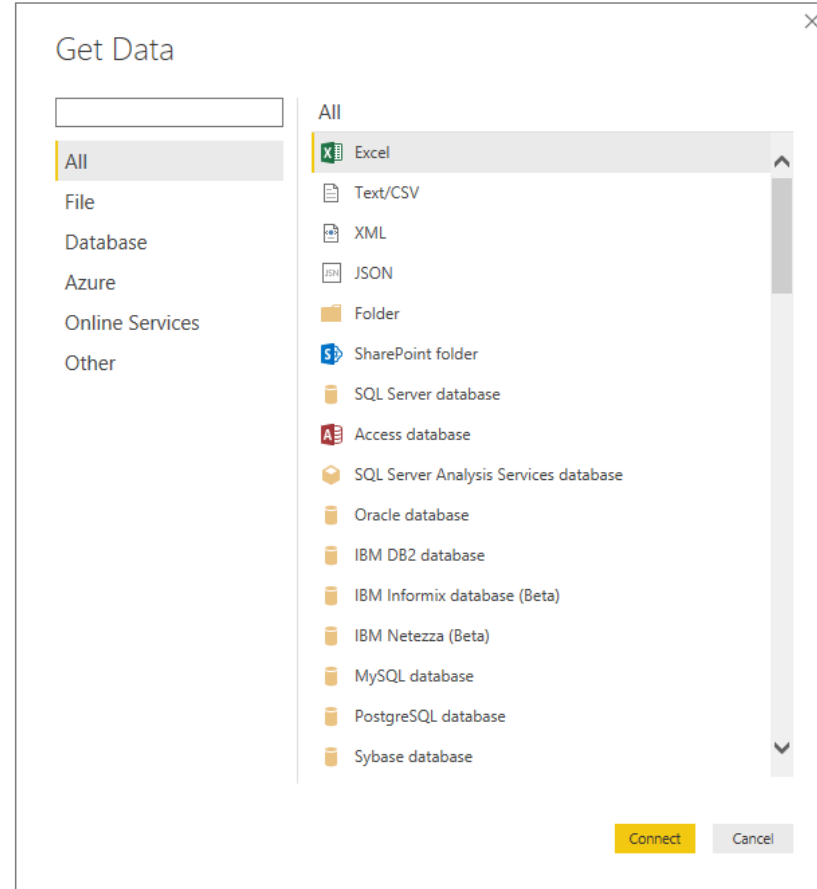 Get Data
All
File
Database
Azure
Online Services
Other
All
Excel
Text/CSV
XML
JSN
JSON
Folder
SharePoint folder
SQL Server database
Access database
SQL Server Analysis Services database
Oracle database
IBM DB2 database
IBM Informix database (Beta)
IBM Netezza (Beta)
MySQL database
PostgreSQL database
Sybase database
Connect
Cancel